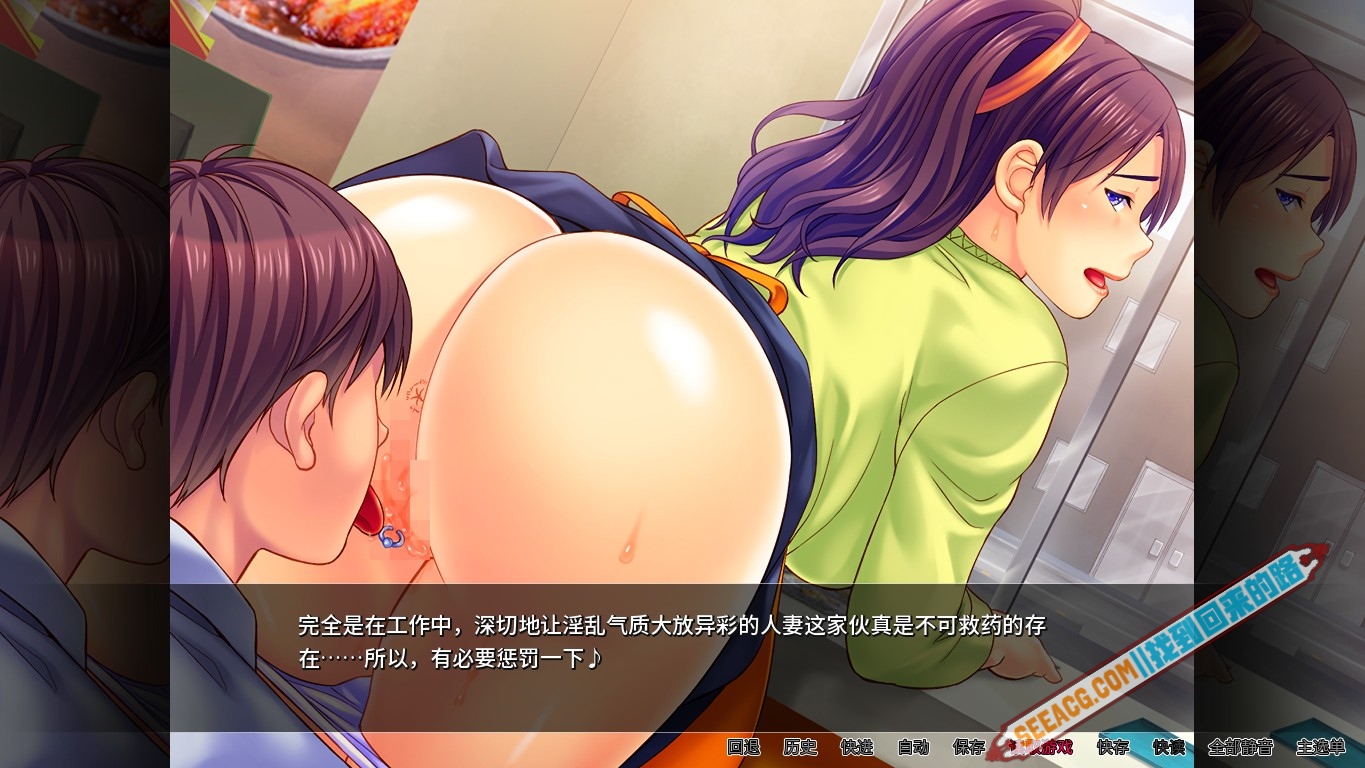 完全是在工作中，深切地让淫乱气质大放异彩的人妻这家伙真是不可救药的存
在……所以，有必要惩罚一下♪
SEEACG.COM||找到回来的路
回退 历史 快进 自动 保存 游戏 快存 快读 全部静音 主选单